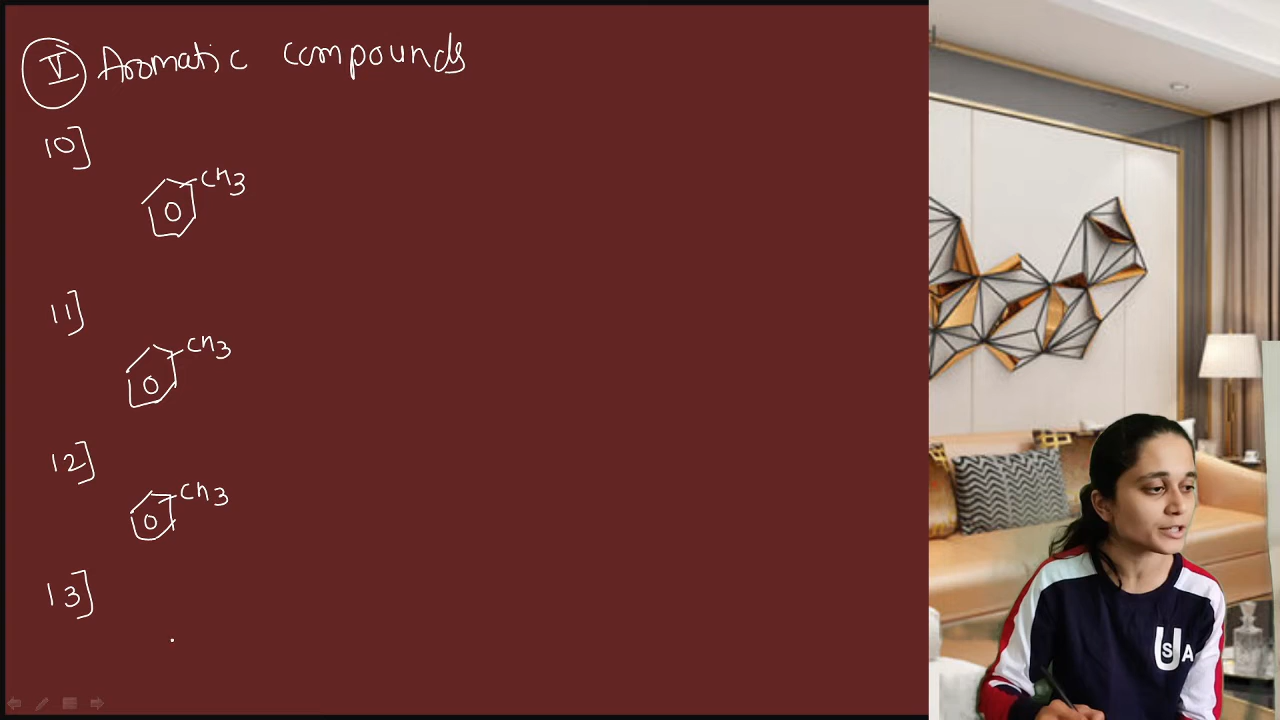 V Aromatic compounds
10]
CH3
11]
CH3
12]
CH3
13]
USA